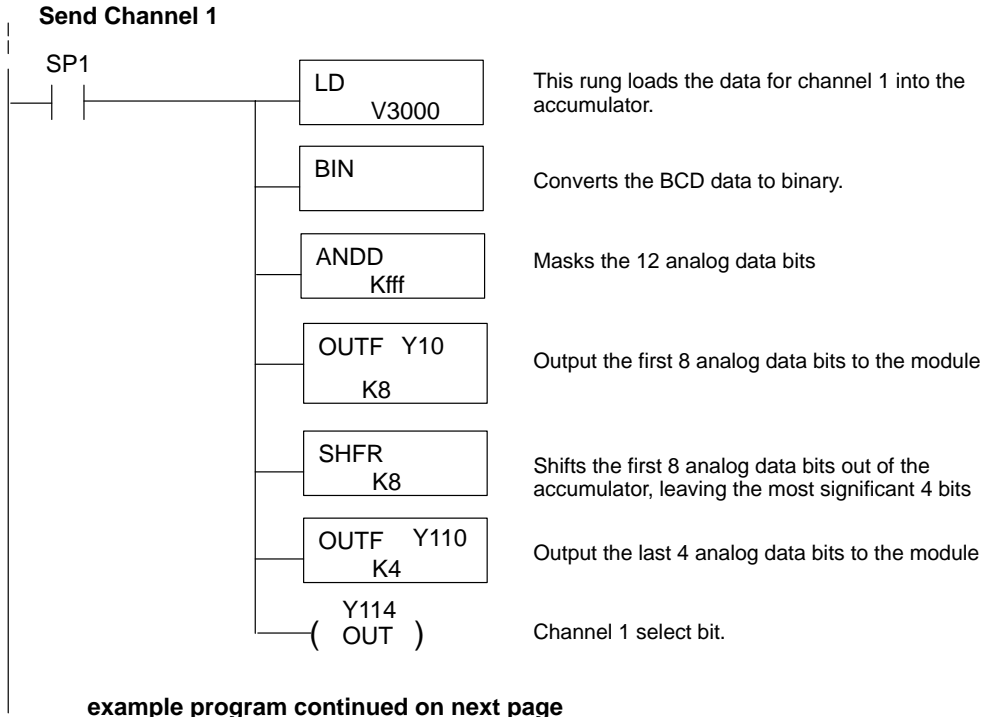 Send Channel 1
SP1
LD
V3000
This rung loads the data for channel 1 into the
accumulator.
BIN
Converts the BCD data to binary.
ANDD
Kfff
Masks the 12 analog data bits
OUTF Y10
K8
Output the first 8 analog data bits to the module
SHFR
K8
Shifts the first 8 analog data bits out of the
accumulator, leaving the most significant 4 bits
OUTF Y110
K4
Output the last 4 analog data bits to the module
Y114
( OUT )
Channel 1 select bit.
example program continued on next page